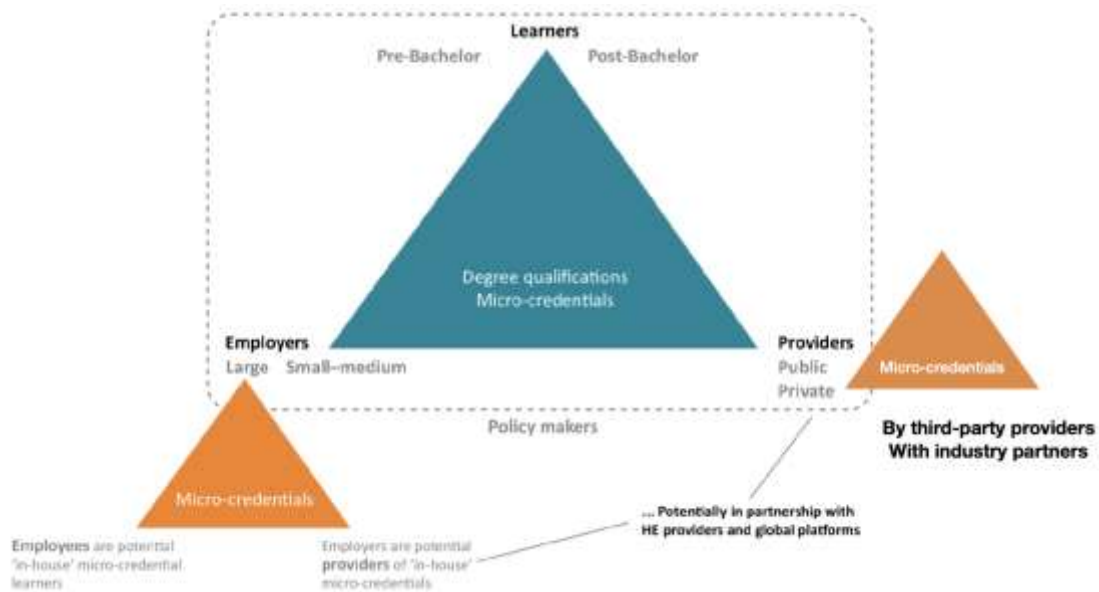 Learners
Pre-Bachelor Post-Bachelor
Degree qualifications
Micro-credentials
Employers
Large Small–medium
Providers
Public
Private
Micro-credentials
Policy makers
By third-party providers
With industry partners
Micro-credentials
... Potentially in partnership with
HE providers and global platforms
Employees are potential
'in-house' micro-credential
learners
Employers are potential
providers of 'in-house'
micro-credentials